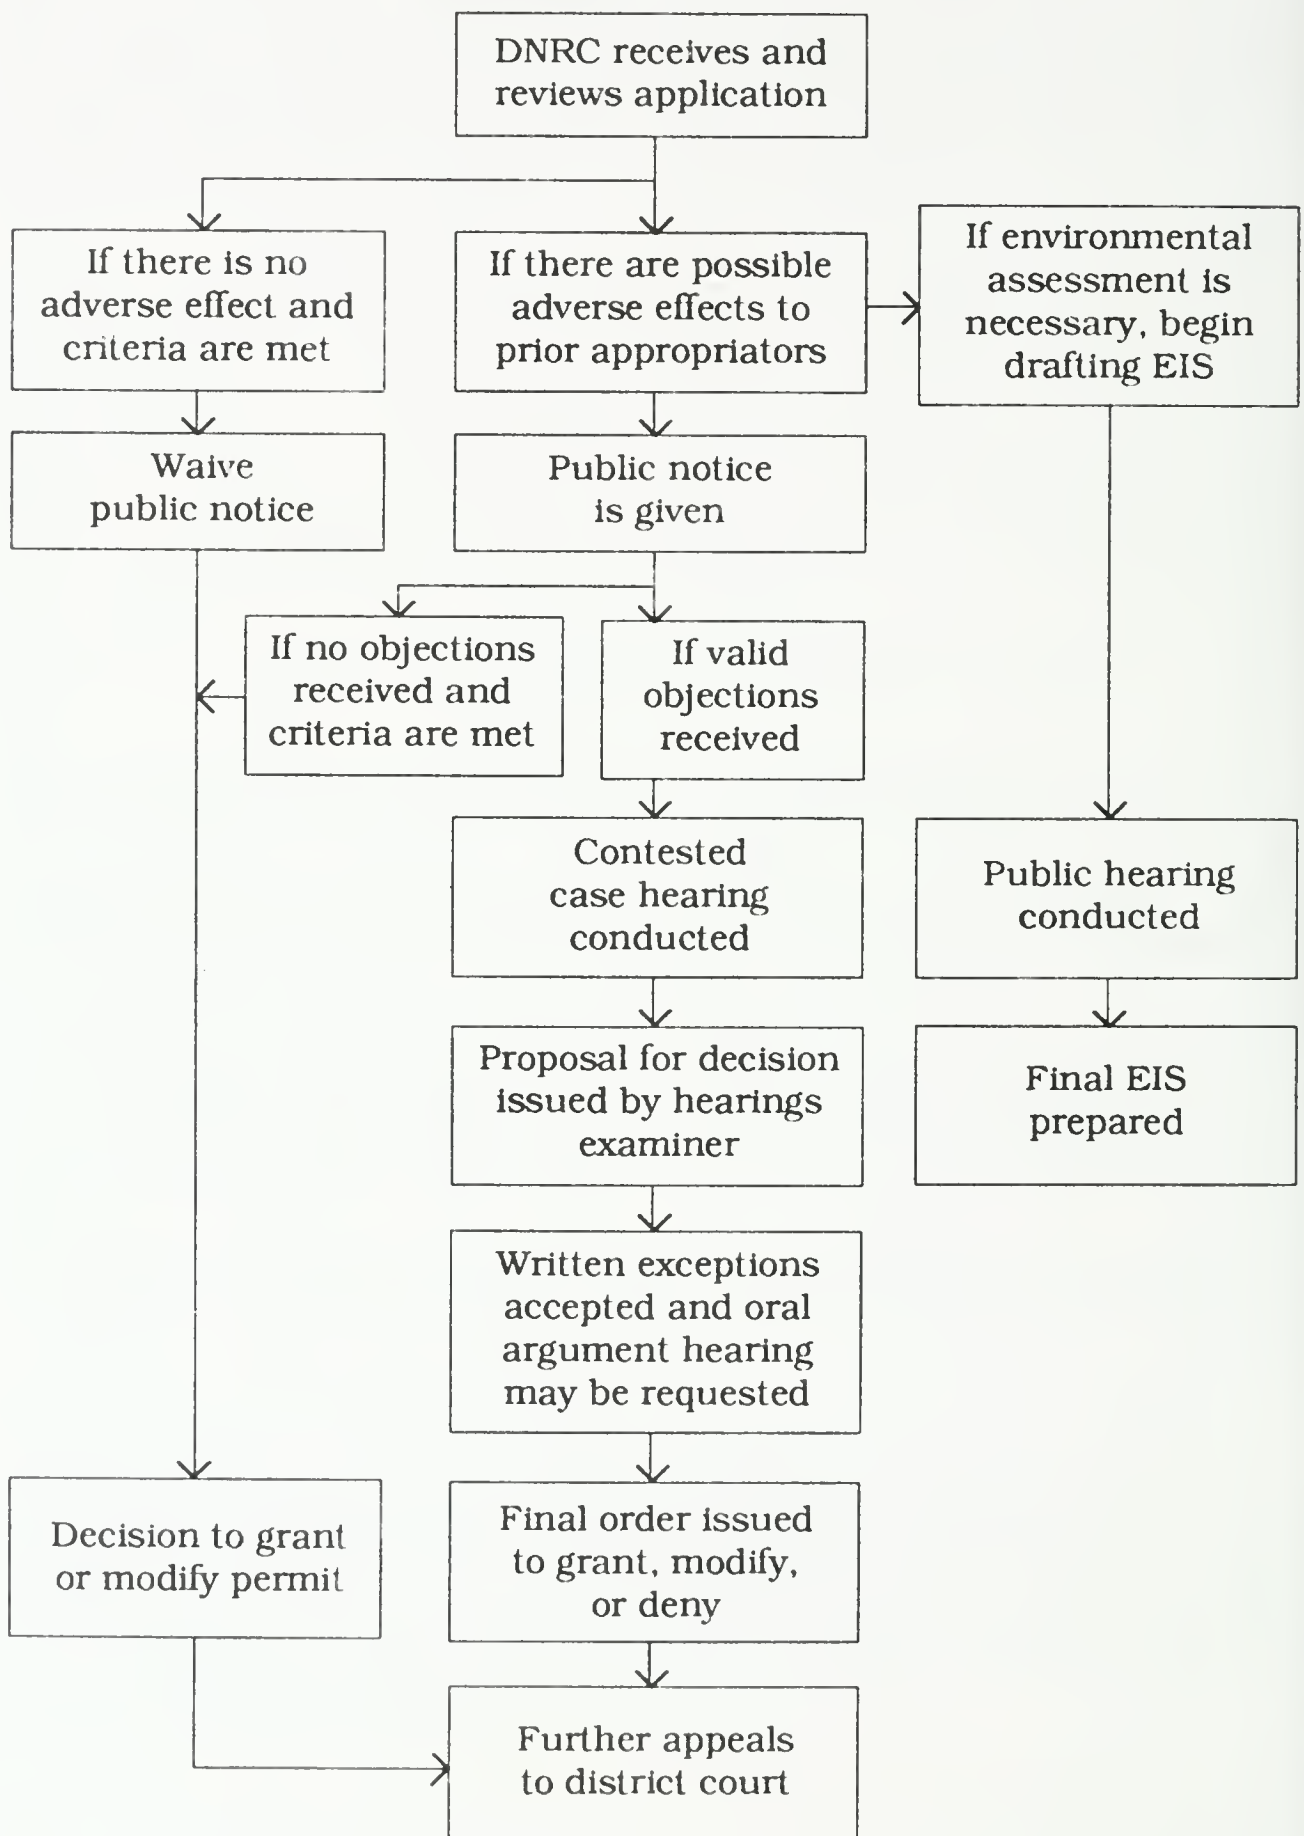 DNRC receives and
reviews application
If there is no
adverse effect and
criteria are met
If there are possible
adverse effects to
prior appropriators
If environmental
assessment is
necessary, begin
drafting EIS
Waive
public notice
Public notice
is given
If no objections
received and
criteria are met
If valid
objections
received
Contested
case hearing
conducted
Public hearing
conducted
Proposal for decision
issued by hearings
examiner
Final EIS
prepared
Written exceptions
accepted and oral
argument hearing
may be requested
Decision to grant
or modify permit
Final order issued
to grant, modify,
or deny
Further appeals
to district court